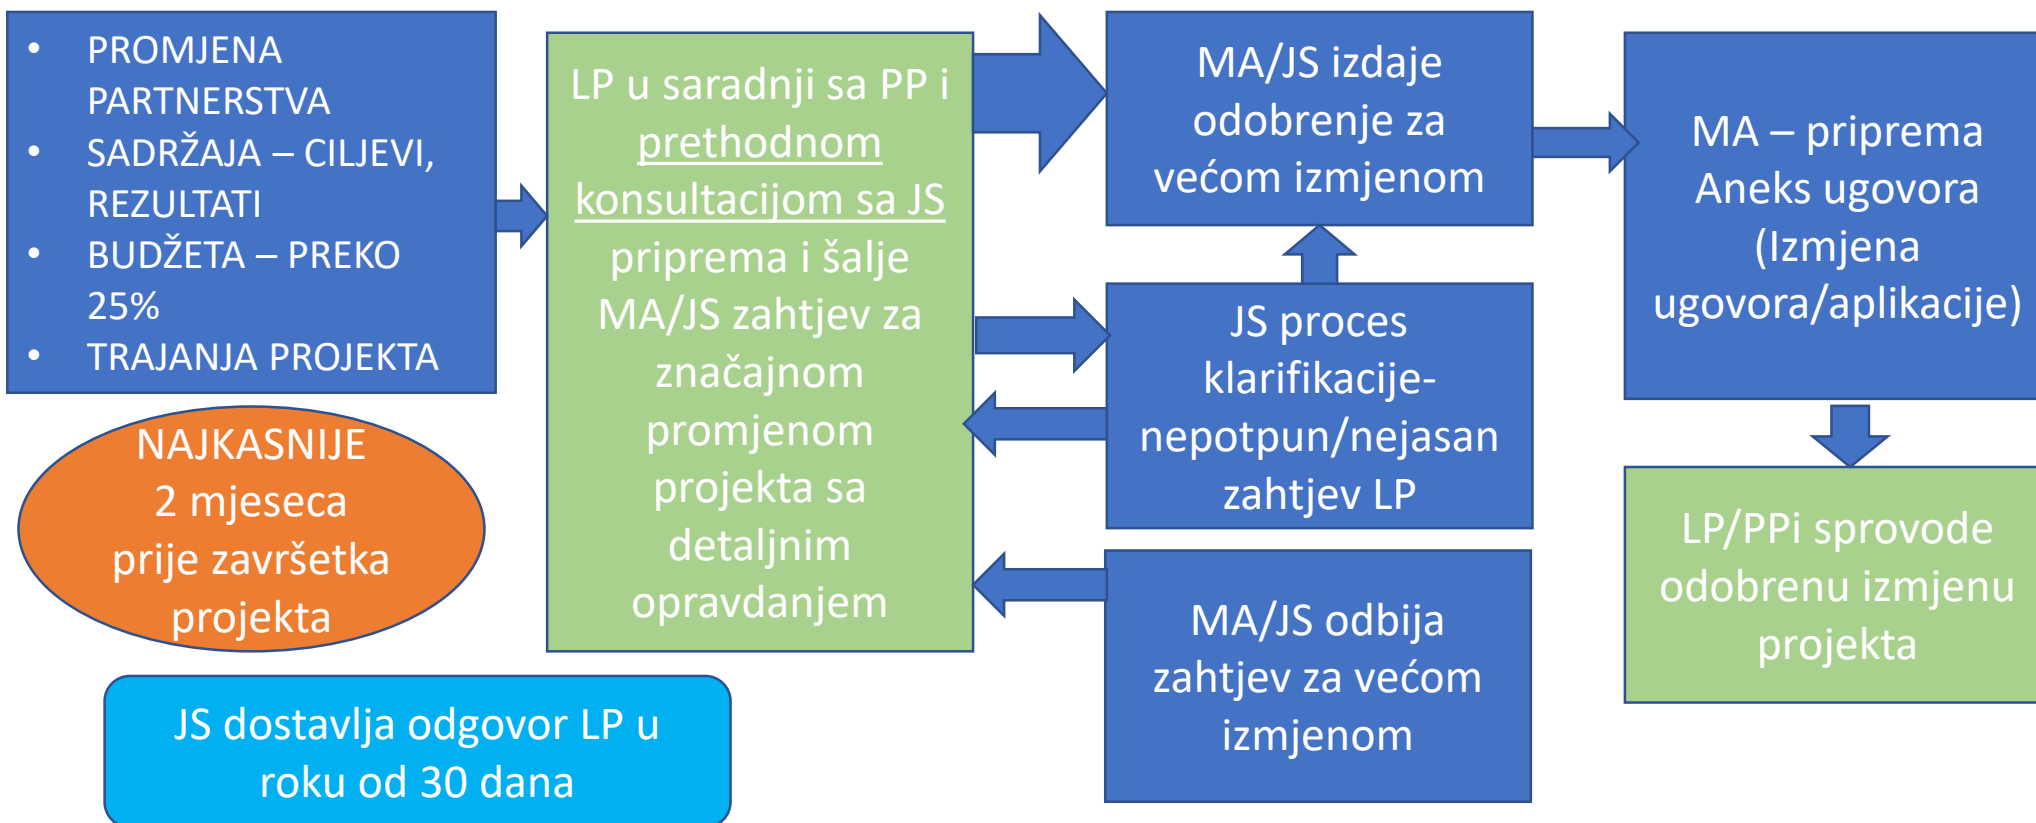 • PROMJENA
PARTNERSTVA
• SADRŽAJA – CILJEVI,
REZULTATI
• BUDŽETA – PREKO
25%
• TRAJANJA PROJEKTA
NAJKASNIJE
2 mjeseca
prije završetka
projekta
JS dostavlja odgovor LP u
roku od 30 dana
LP u saradnji sa PP i
prethodnom
konsultacijom sa JS
priprema i šalje
MA/JS zahtjev za
značajnom
promjenom
projekta sa
detaljnim
opravdanjem
MA/JS izdaje
odobrenje za
većom izmjenom
JS proces
klarifikacije-
nepotpun/nejasan
zahtjev LP
MA/JS odbija
zahtjev za većom
izmjenom
MA – priprema
Aneks ugovora
(Izmjena
ugovora/aplikacije)
LP/PPi sprovode
odobrenu izmjenu
projekta